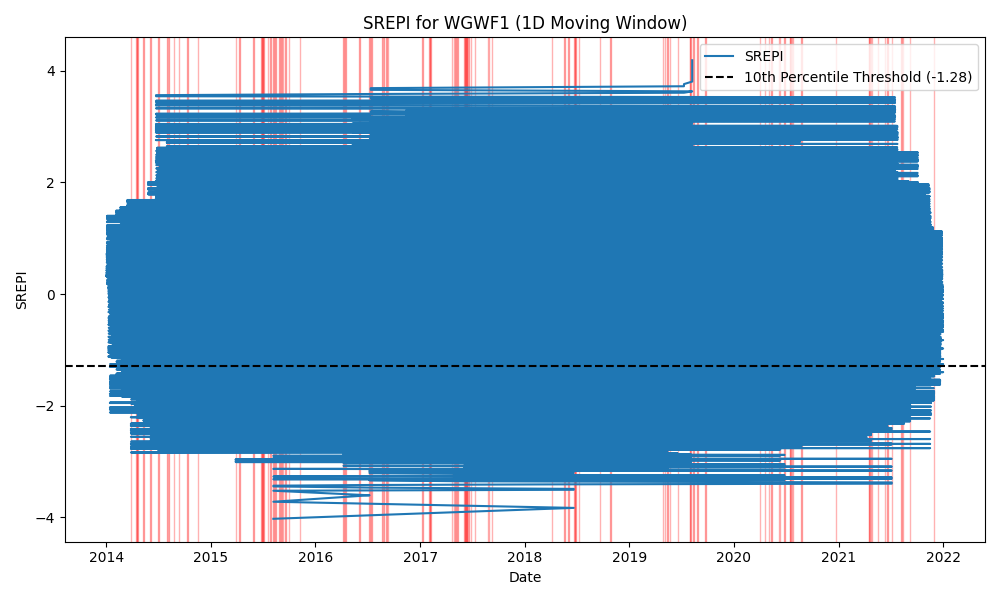 SREPI for WGWF1 (1D Moving Window)
SREPI
10th Percentile Threshold (-1.28)
4
2
0
−2
−4
SREPI
2014 2015 2016 2017 2018 2019 2020 2021 2022
Date